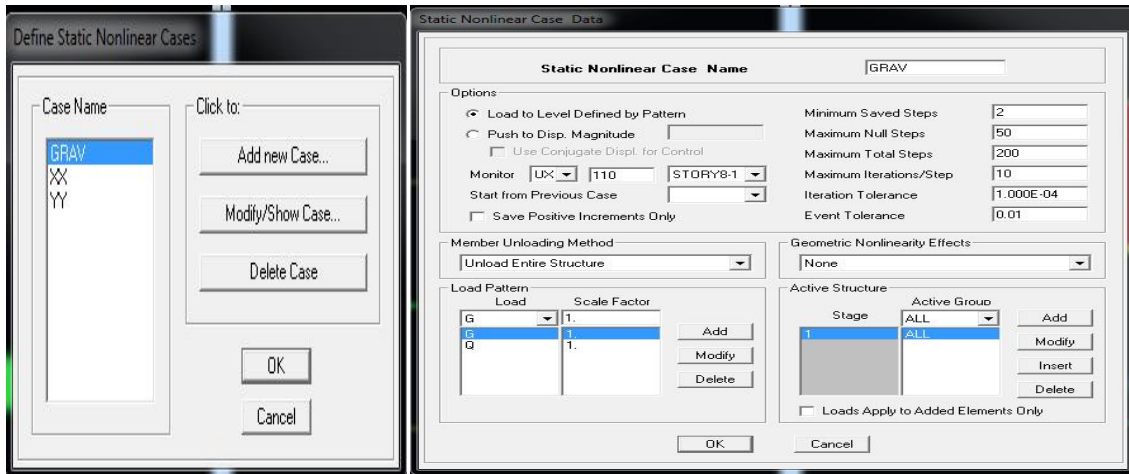 Define Static Nonlinear Cases
Case Name
GRAV
XX
YY
Click to:
Add new Case...
Modify/Show Case...
Delete Case
OK
Cancel
Static Nonlinear Case Data
Static Nonlinear Case Name GRAV
Options
Load to Level Defined by Pattern
Push to Disp. Magnitude
Use Conjugate Displ. for Control
Monitor UX 110 STORY8-1
Start from Previous Case
Save Positive Increments Only
Minimum Saved Steps 2
Maximum Null Steps 50
Maximum Total Steps 200
Maximum Iterations/Step 10
Iteration Tolerance 1.000E-04
Event Tolerance 0.01
Member Unloading Method
Unload Entire Structure
Geometric Nonlinearity Effects
None
Load Pattern
Load Scale Factor
G 1.
G 1.
Q 1.
Add
Modify
Delete
Active Structure
Active Group
Stage ALL
1 ALL
Add
Modify
Insert
Delete
Loads Apply to Added Elements Only
OK Cancel